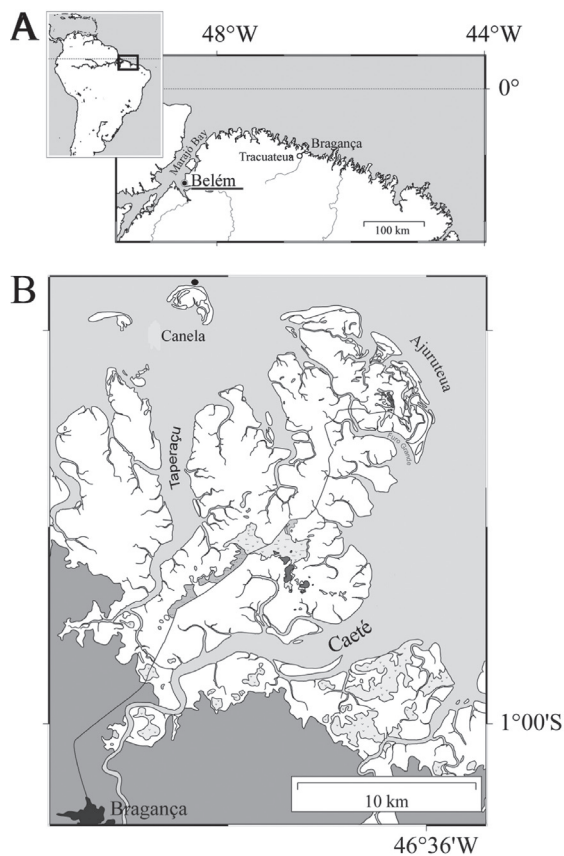 A
48°W
44°W
0°
Marajó Bay
Bragança
Tracuateua
Belém
100 km
B
Canela
Ajuruteua
Taperaçu
Caeté
1°00'S
10 km
Bragança
46°36'W